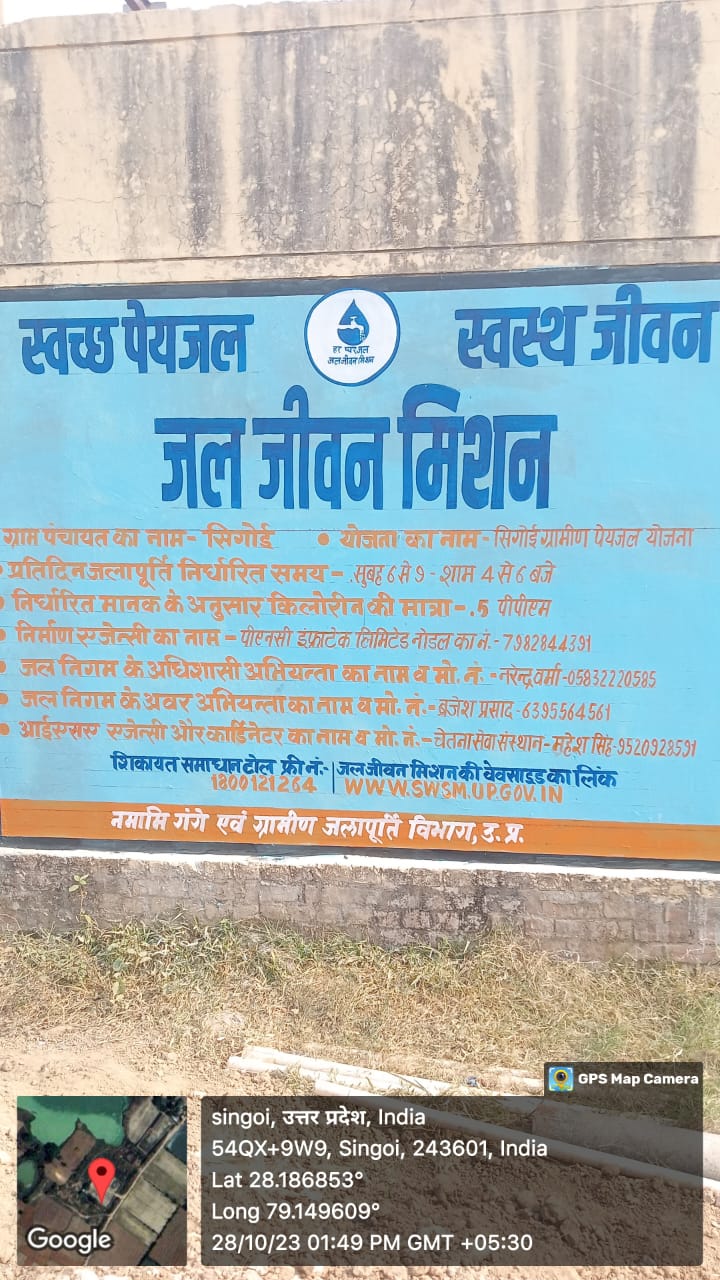 स्वच्छ पेयजल
हर घर जल
जल जीवन मिशन
स्वस्थ जीवन
जल जीवन मिशन
ग्राम पंचायत का नाम - सिगोई • योजना का नाम - सिगोई ग्रामीण पेयजल योजना
• प्रतिदिन जलापूर्ति निर्धारित समय - सुबह 6 से 9 - शाम 4 से 6 बजे
• निर्धारित मानक के अनुसार किलोरीन की मात्रा - .5 पीपीएम
• निर्माण एजेन्सी का नाम - पीएनसी इंफ्राटेक लिमिटेड नोडल का नं.- 7982844391
• जल निगम के अधिशासी अभियन्ता का नाम व मो. नं. - नरेन्द्र वर्मा - 05832220585
• जल निगम के अवर अभियन्ता का नाम व मो. नं.- ब्रजेश प्रसाद - 6395564561
• आईएसए एजेन्सी और कार्डिनेटर का नाम व मो. नं.- चेतना सेवा संस्थान - महेश सिंह - 9520928591
शिकायत समाधान टोल फ्री नं:- | जल जीवन मिशन की वेवसाइड का लिंक
1800121264 | WWW.SWSM.UP.GOV.IN
नमामि गंगे एवं ग्रामीण जलापूर्ति विभाग, उ. प्र.
GPS Map Camera
singoi, उत्तर प्रदेश, India
54QX+9W9, Singoi, 243601, India
Lat 28.186853°
Long 79.149609°
28/10/23 01:49 PM GMT +05:30
Google